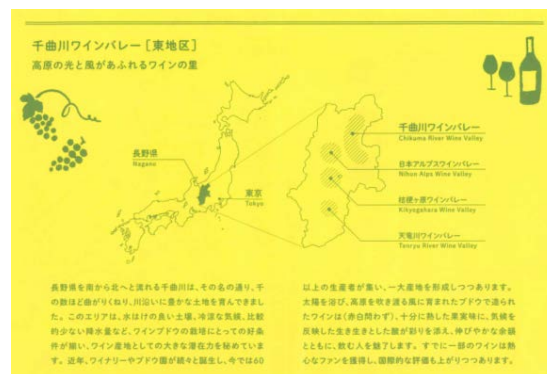 千曲川ワインバレー［東地区］
高原の光と風があふれるワインの里
長野県
Nagano
東京
Tokyo
千曲川ワインバレー
Chikuma River Wine Valley
日本アルプスワインバレー
Nihon Alps Wine Valley
桔梗ヶ原ワインバレー
Kikyogahara Wine Valley
天竜川ワインバレー
Tenryu River Wine Valley
長野県を南から北へと流れる千曲川は、その名の通り、千
の数ほど曲がりくねり、川沿いに豊かな土地を育んできまし
た。このエリアは、水はけの良い土壌、冷涼な気候、比較
的少ない降水量など、ワインブドウの栽培にとっての好条
件が揃い、ワイン産地としての大きな潜在力を秘めていま
す。近年、ワイナリーやブドウ園が続々と誕生し、今では60
以上の生産者が集い、一大産地を形成しつつあります。
太陽を浴び、高原を吹き渡る風に育まれたブドウで造られ
たワインは（赤白問わず）、十分に熟した果実味に、気候を
反映した生き生きとした酸が彩りを添え、伸びやかな余韻
とともに、飲む人を魅了します。すでに一部のワインは熱
心なファンを獲得し、国際的な評価も上がりつつあります。